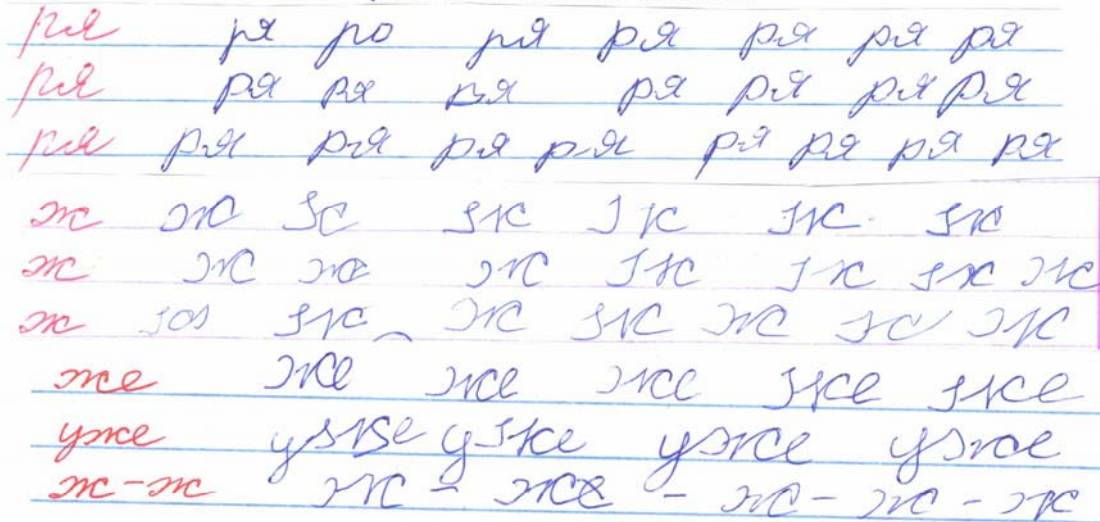 ря ря ро ря ря ря ря ря
ря ря ря ря ря ря ря ря
ря ря ря ря ря ря ря ря ря
ж ж ж ж ж ж
ж ж ж ж ж ж ж ж
ж ж ж ж ж ж
же же же же же же
уже уже уже уже уже
ж-ж ж - же - ж - ж - ж